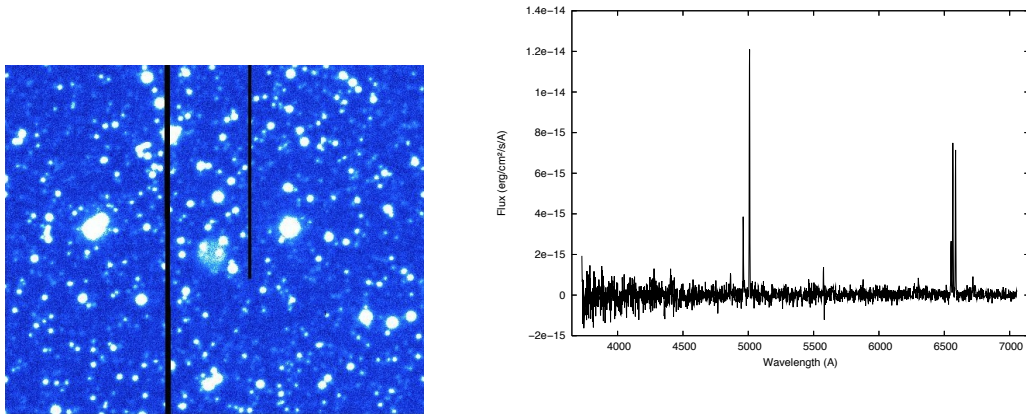 1.4e-14
1.2e-14
1e-14
8e-15
6e-15
4e-15
2e-15
0
−2e-15
Flux (erg/cm²/s/A)
4000 4500 5000 5500 6000 6500 7000
Wavelength (A)